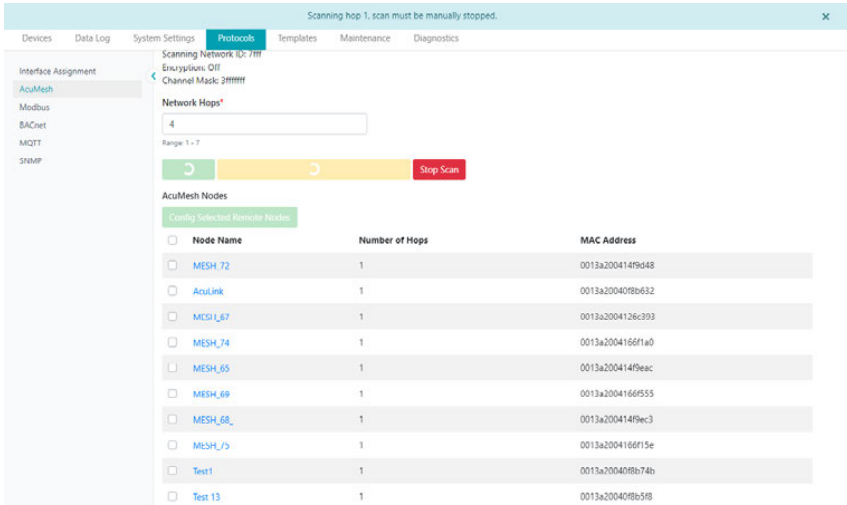 Scanning hop 1, scan must be manually stopped.
Devices Data Log System Settings Protocols Templates Maintenance Diagnostics
Scanning Network ID: 7fff
Encryption: Off
Channel Mask: 3fffffff
Interface Assignment
AcuMesh
Modbus
BACnet
MQTT
SNMP
Network Hops*
4
Range: 1 - 7
Stop Scan
AcuMesh Nodes
Config Selected Remote Nodes
Node Name Number of Hops MAC Address
MESH_72 1 0013a200414f9d48
AcuLink 1 0013a20040f8b632
MESH_67 1 0013a2004126c393
MESH_74 1 0013a2004166f1a0
MESH_65 1 0013a200414f9eac
MESH_69 1 0013a2004166f555
MESH_68_ 1 0013a200414f9ec3
MESH_75 1 0013a2004166f15e
Test1 1 0013a20040f8b74b
Test 13 1 0013a20040f8b5f8